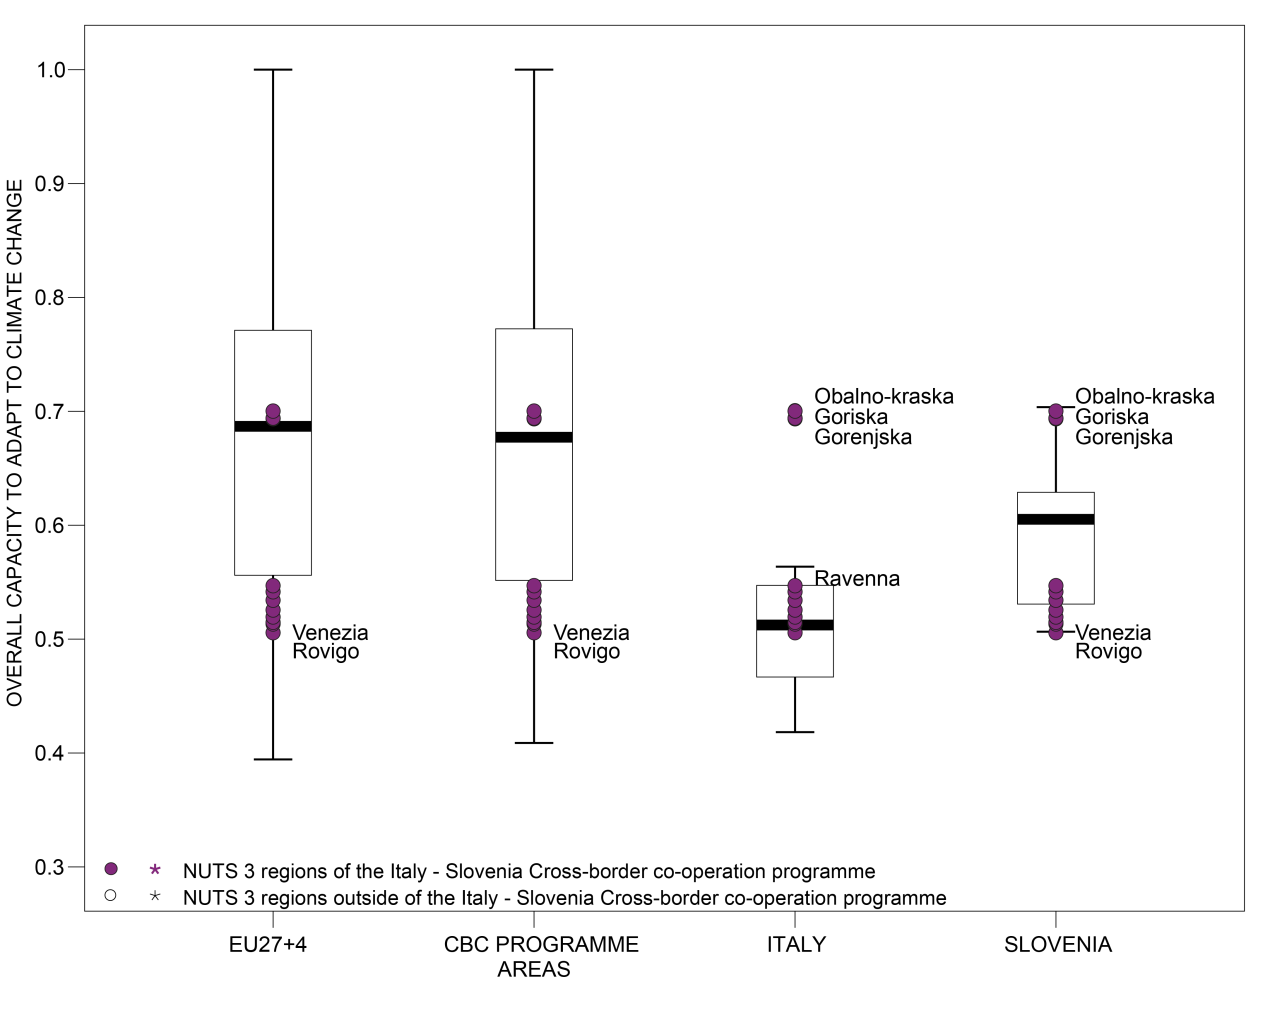 OVERALL CAPACITY TO ADAPT TO CLIMATE CHANGE
1.0
0.9
0.8
0.7
0.6
0.5
0.4
0.3
Venezia
Rovigo
Venezia
Rovigo
Obalno-kraska
Goriska
Gorenjska
Ravenna
Obalno-kraska
Goriska
Gorenjska
Venezia
Rovigo
* NUTS 3 regions of the Italy - Slovenia Cross-border co-operation programme
* NUTS 3 regions outside of the Italy - Slovenia Cross-border co-operation programme
EU27+4
CBC PROGRAMME
AREAS
ITALY
SLOVENIA